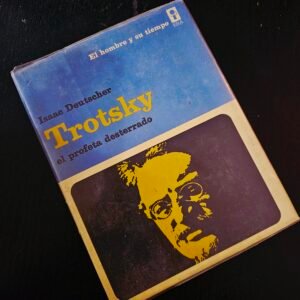 El hombre y su tiempo
Isaac Deutscher
Trotsky
el profeta desterrado